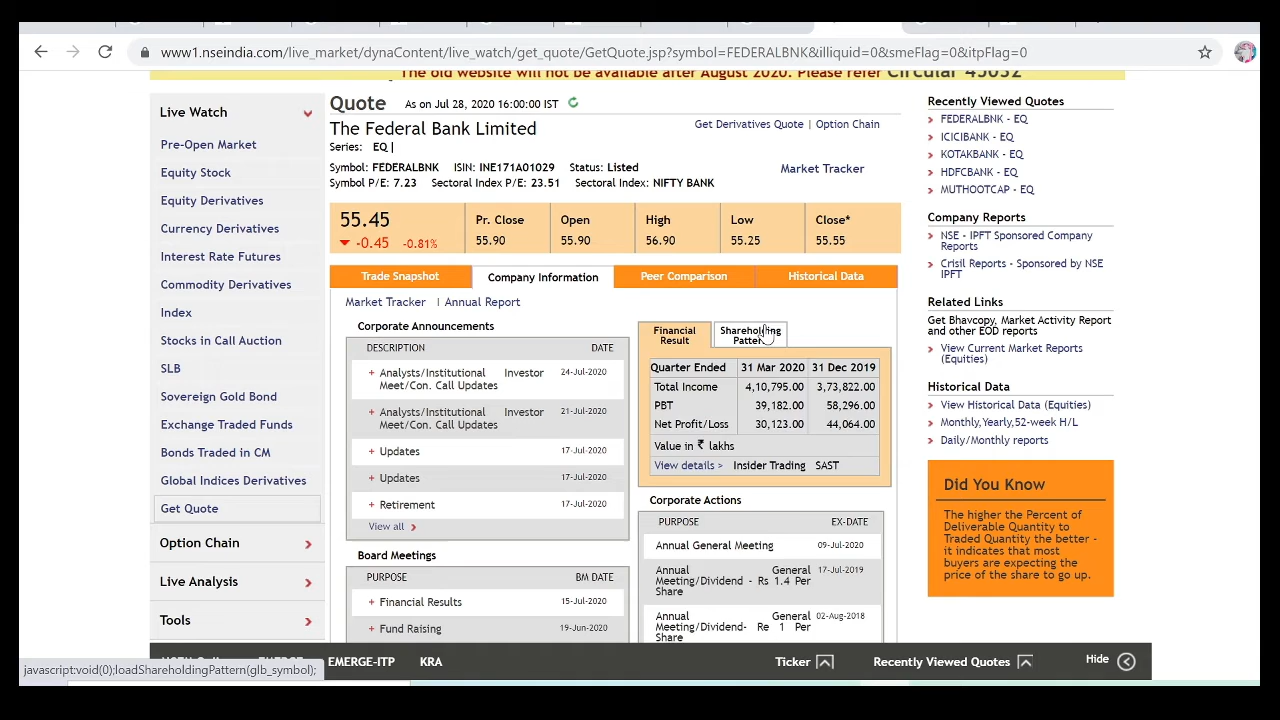 www1.nseindia.com/live_market/dynaContent/live_watch/get_quote/GetQuote.jsp?symbol=FEDERALBNK&illiquid=0&smeFlag=0&itpFlag=0
The old website will not be available after August 2020. Please refer Circular 45032
Live Watch
Pre-Open Market
Equity Stock
Equity Derivatives
Currency Derivatives
Interest Rate Futures
Commodity Derivatives
Index
Stocks in Call Auction
SLB
Sovereign Gold Bond
Exchange Traded Funds
Bonds Traded in CM
Global Indices Derivatives
Get Quote
Option Chain
Live Analysis
Tools
Quote As on Jul 28, 2020 16:00:00 IST
The Federal Bank Limited
Get Derivatives Quote | Option Chain
Series: EQ |
Symbol: FEDERALBNK ISIN: INE171A01029 Status: Listed
Market Tracker
Symbol P/E: 7.23 Sectoral Index P/E: 23.51 Sectoral Index: NIFTY BANK
55.45 Pr. Close Open High Low Close*
-0.45 -0.81% 55.90 55.90 56.90 55.25 55.55
Trade Snapshot Company Information Peer Comparison Historical Data
Market Tracker | Annual Report
Corporate Announcements
DESCRIPTION DATE
+ Analysts/Institutional Investor 24-Jul-2020
Meet/Con. Call Updates
+ Analysts/Institutional Investor 21-Jul-2020
Meet/Con. Call Updates
+ Updates 17-Jul-2020
+ Updates 17-Jul-2020
+ Retirement 17-Jul-2020
View all
Board Meetings
PURPOSE BM DATE
+ Financial Results 15-Jul-2020
+ Fund Raising 19-Jun-2020
Financial Result
Shareholding Pattern
Quarter Ended 31 Mar 2020 31 Dec 2019
Total Income 4,10,795.00 3,73,822.00
PBT 39,182.00 58,296.00
Net Profit/Loss 30,123.00 44,064.00
Value in ₹ lakhs
View details > Insider Trading SAST
Corporate Actions
PURPOSE EX-DATE
Annual General Meeting 09-Jul-2020
Annual General 17-Jul-2019
Meeting/Dividend - Rs 1.4 Per
Share
Annual General 02-Aug-2018
Meeting/Dividend- Re 1 Per
Share
Recently Viewed Quotes
FEDERALBNK - EQ
ICICIBANK - EQ
KOTAKBANK - EQ
HDFCBANK - EQ
MUTHOOTCAP - EQ
Company Reports
NSE - IPFT Sponsored Company
Reports
Crisil Reports - Sponsored by NSE
IPFT
Related Links
Get Bhavcopy, Market Activity Report
and other EOD reports
View Current Market Reports
(Equities)
Historical Data
View Historical Data (Equities)
Monthly,Yearly,52-week H/L
Daily/Monthly reports
Did You Know
The higher the Percent of
Deliverable Quantity to
Traded Quantity the better -
it indicates that most
buyers are expecting the
price of the share to go up.
EMERGE-ITP KRA Ticker Recently Viewed Quotes Hide
javascript:void(0);loadShareholdingPattern(glb_symbol);